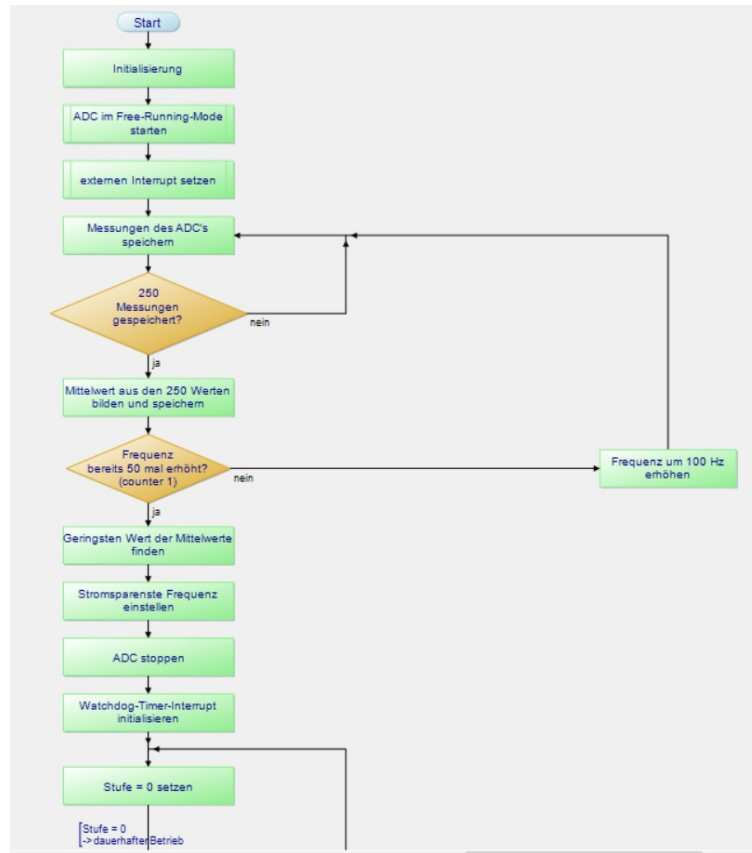 Start
Initialisierung
ADC im Free-Running-Mode
starten
externen Interrupt setzen
Messungen des ADC's
speichern
250
Messungen
gespeichert?
nein
ja
Mittelwert aus den 250 Werten
bilden und speichern
Frequenz
bereits 50 mal erhöht?
(counter 1)
nein
Frequenz um 100 Hz
erhöhen
ja
Geringsten Wert der Mittelwerte
finden
Stromsparenste Frequenz
einstellen
ADC stoppen
Watchdog-Timer-Interrupt
initialisieren
Stufe = 0 setzen
Stufe = 0
-> dauerhafter Betrieb